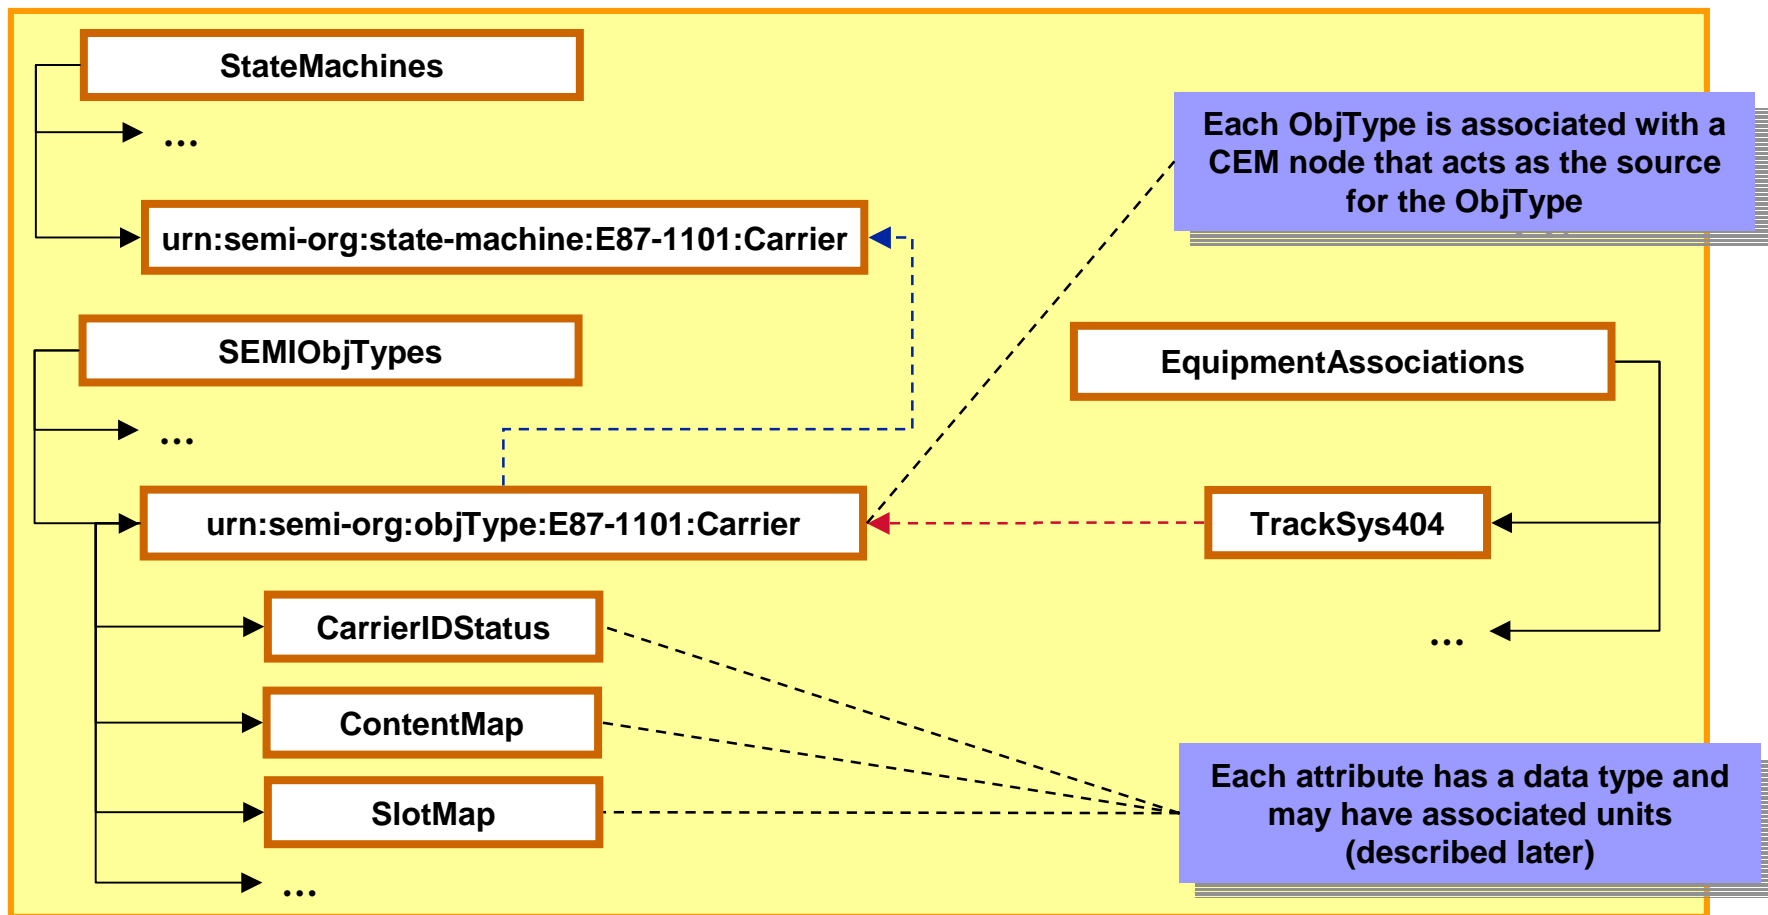 StateMachines
...
urn:semi-org:state-machine:E87-1101:Carrier
Each ObjType is associated with a
CEM node that acts as the source
for the ObjType
SEMIObjTypes
EquipmentAssociations
...
urn:semi-org:objType:E87-1101:Carrier
TrackSys404
CarrierIDStatus
...
ContentMap
SlotMap
Each attribute has a data type and
may have associated units
(described later)
...